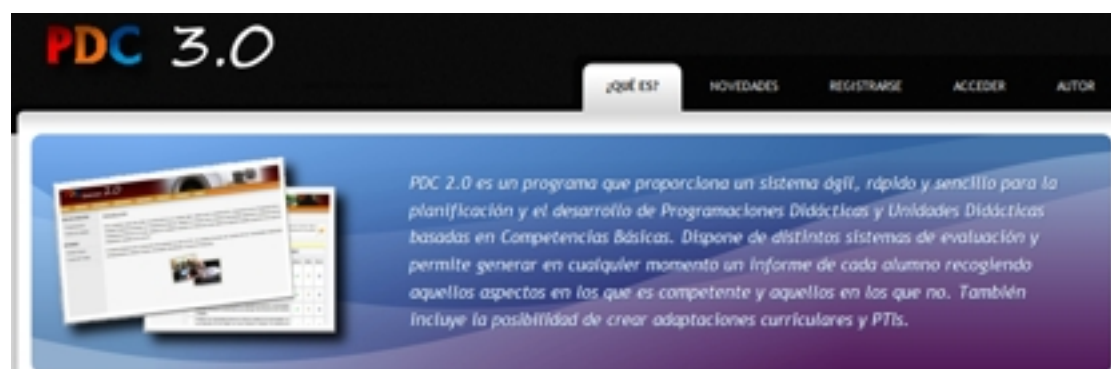 PDC 3.0
¿QUÉ ES? NOVEDADES REGISTRARSE ACCEDER AUTOR
PDC 2.0 es un programa que proporciona un sistema ágil, rápido y sencillo para la
planificación y el desarrollo de Programaciones Didácticas y Unidades Didácticas
basadas en Competencias Básicas. Dispone de distintos sistemas de evaluación y
permite generar en cualquier momento un informe de cada alumno recogiendo
aquellos aspectos en los que es competente y aquellos en los que no. También
incluye la posibilidad de crear adaptaciones curriculares y PTIs.